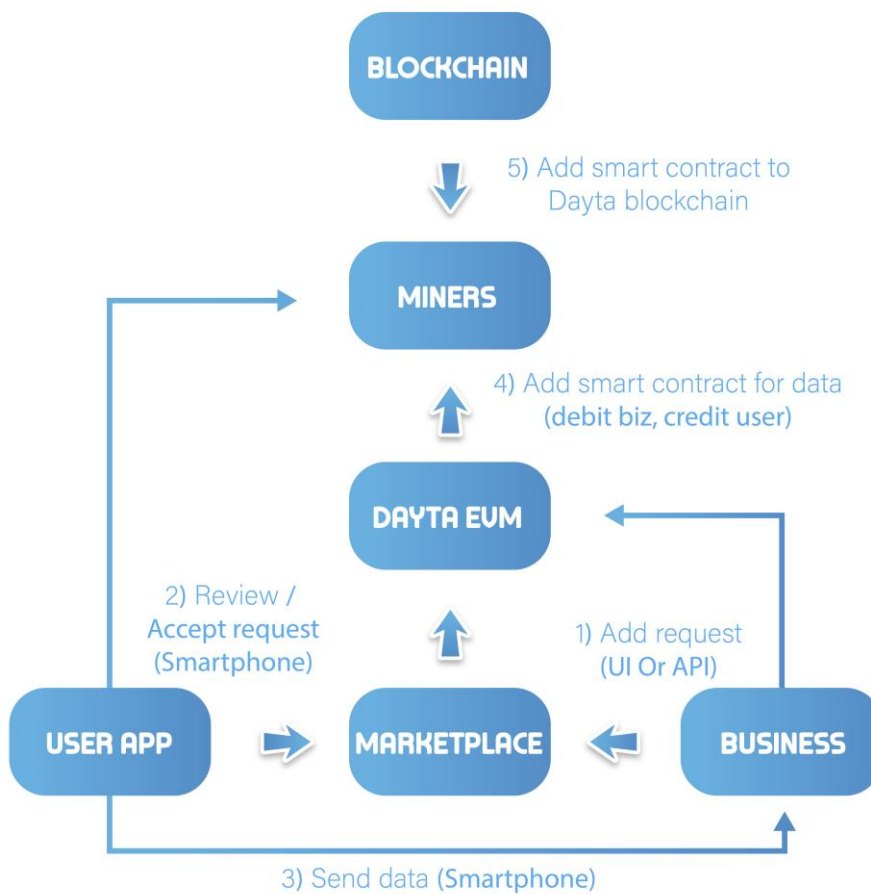 BLOCKCHAIN
5) Add smart contract to
Dayta blockchain
MINERS
4) Add smart contract for data
(debit biz, credit user)
DAYTA EVM
2) Review /
Accept request
(Smartphone)
1) Add request
(UI Or API)
USER APP
MARKETPLACE
BUSINESS
3) Send data (Smartphone)